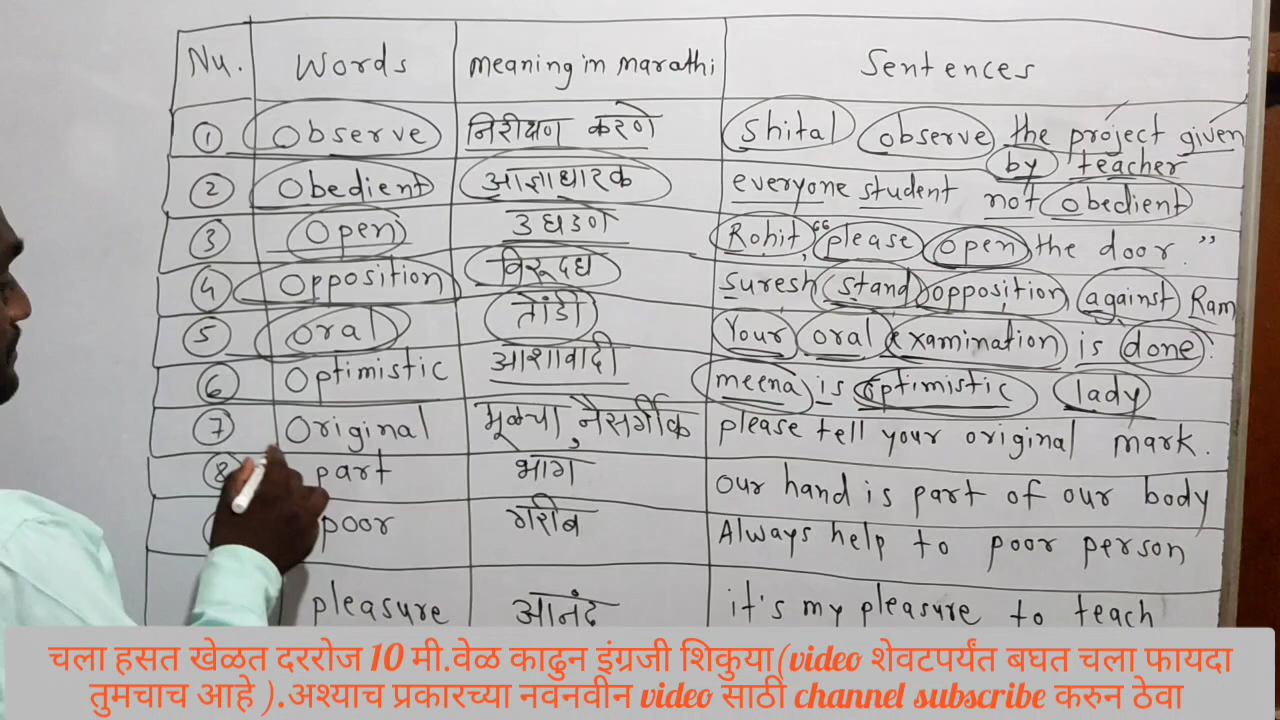 Nu. Words meaning in marathi Sentences
1 Observe निरीक्षण करणे Shital observe the project given
by teacher
2 Obedient आज्ञाधारक everyone student not obedient
3 Open उघडणे Rohit, “please open the door.”
4 Opposition विरूदध Suresh stand opposition against Ram
5 Oral तोंडी Your oral examination is done.
6 Optimistic आशावादी meena is optimistic lady
7 Original मूळचा, नैसर्गीक please tell your original mark.
8 part भाग our hand is part of our body
poor गरीब Always help to poor person
pleasure आनंद it's my pleasure to teach
चला हसत खेळत दररोज 10 मी.वेळ काढुन इंग्रजी शिकुया(video शेवटपर्यंत बघत चला फायदा
तुमचाच आहे ).अश्याच प्रकारच्या नवनवीन video साठी channel subscribe करुन ठेवा